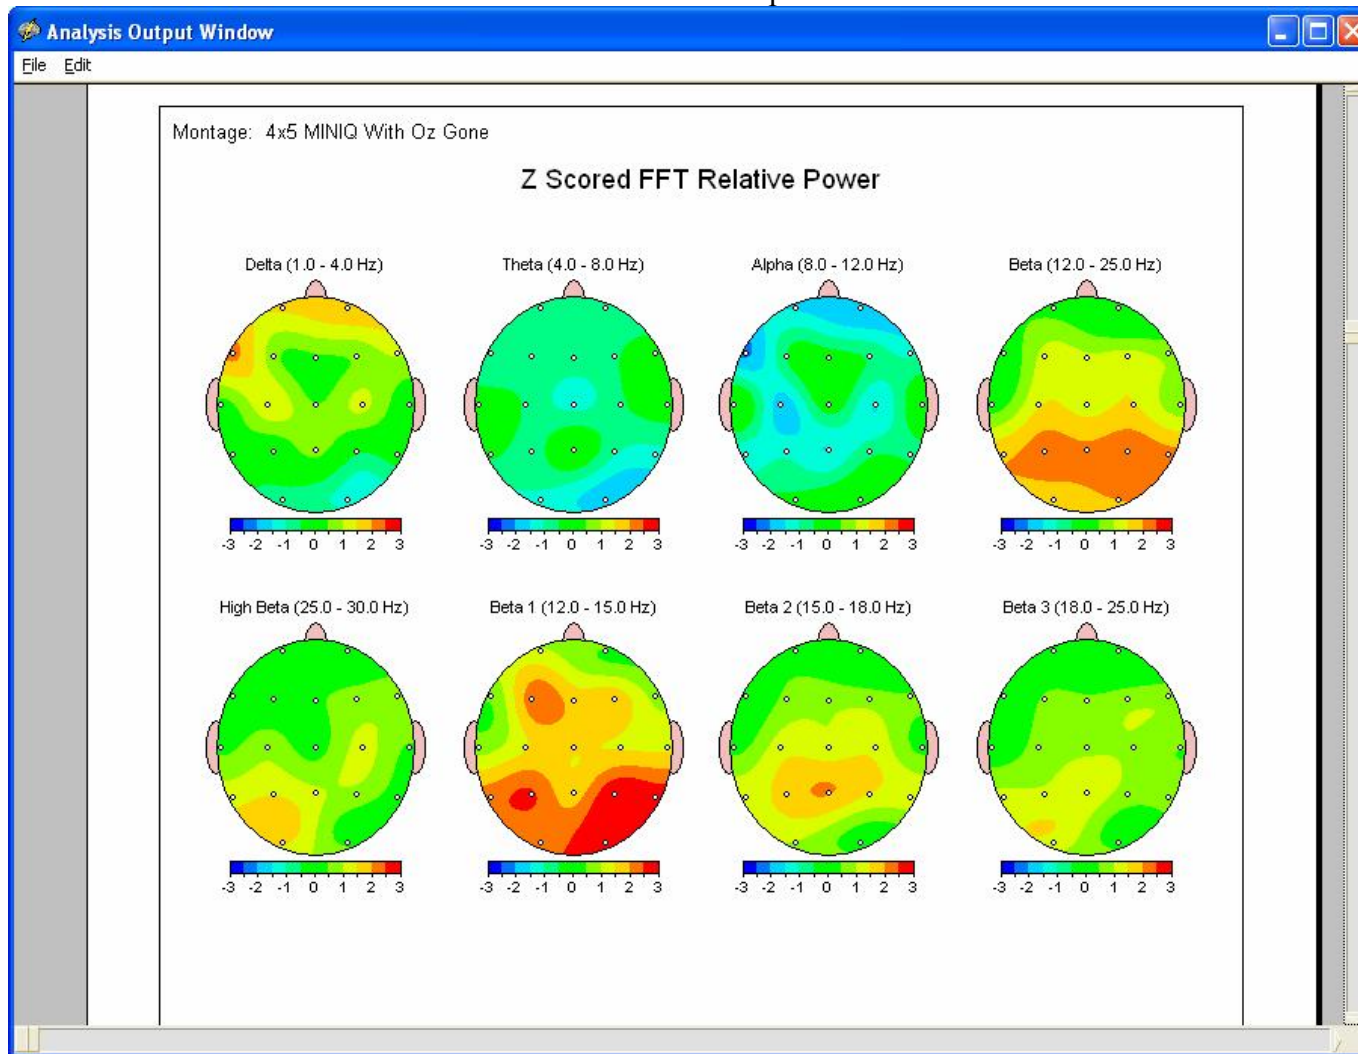 Analysis Output Window
File Edit
Montage: 4x5 MINIQ With Oz Gone
Z Scored FFT Relative Power
Delta (1.0 - 4.0 Hz) Theta (4.0 - 8.0 Hz) Alpha (8.0 - 12.0 Hz) Beta (12.0 - 25.0 Hz)
-3 -2 -1 0 1 2 3 -3 -2 -1 0 1 2 3 -3 -2 -1 0 1 2 3 -3 -2 -1 0 1 2 3
High Beta (25.0 - 30.0 Hz) Beta 1 (12.0 - 15.0 Hz) Beta 2 (15.0 - 18.0 Hz) Beta 3 (18.0 - 25.0 Hz)
-3 -2 -1 0 1 2 3 -3 -2 -1 0 1 2 3 -3 -2 -1 0 1 2 3 -3 -2 -1 0 1 2 3